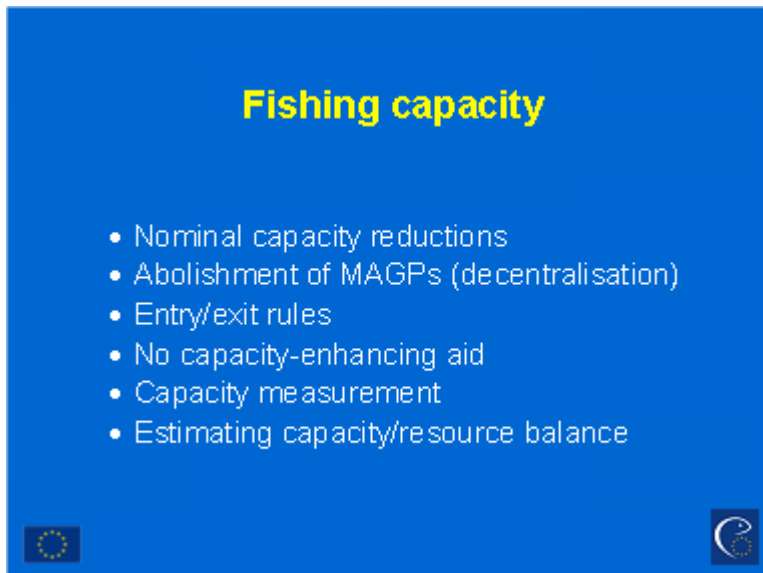 Fishing capacity
• Nominal capacity reductions
• Abolishment of MAGPs (decentralisation)
• Entry/exit rules
• No capacity-enhancing aid
• Capacity measurement
• Estimating capacity/resource balance